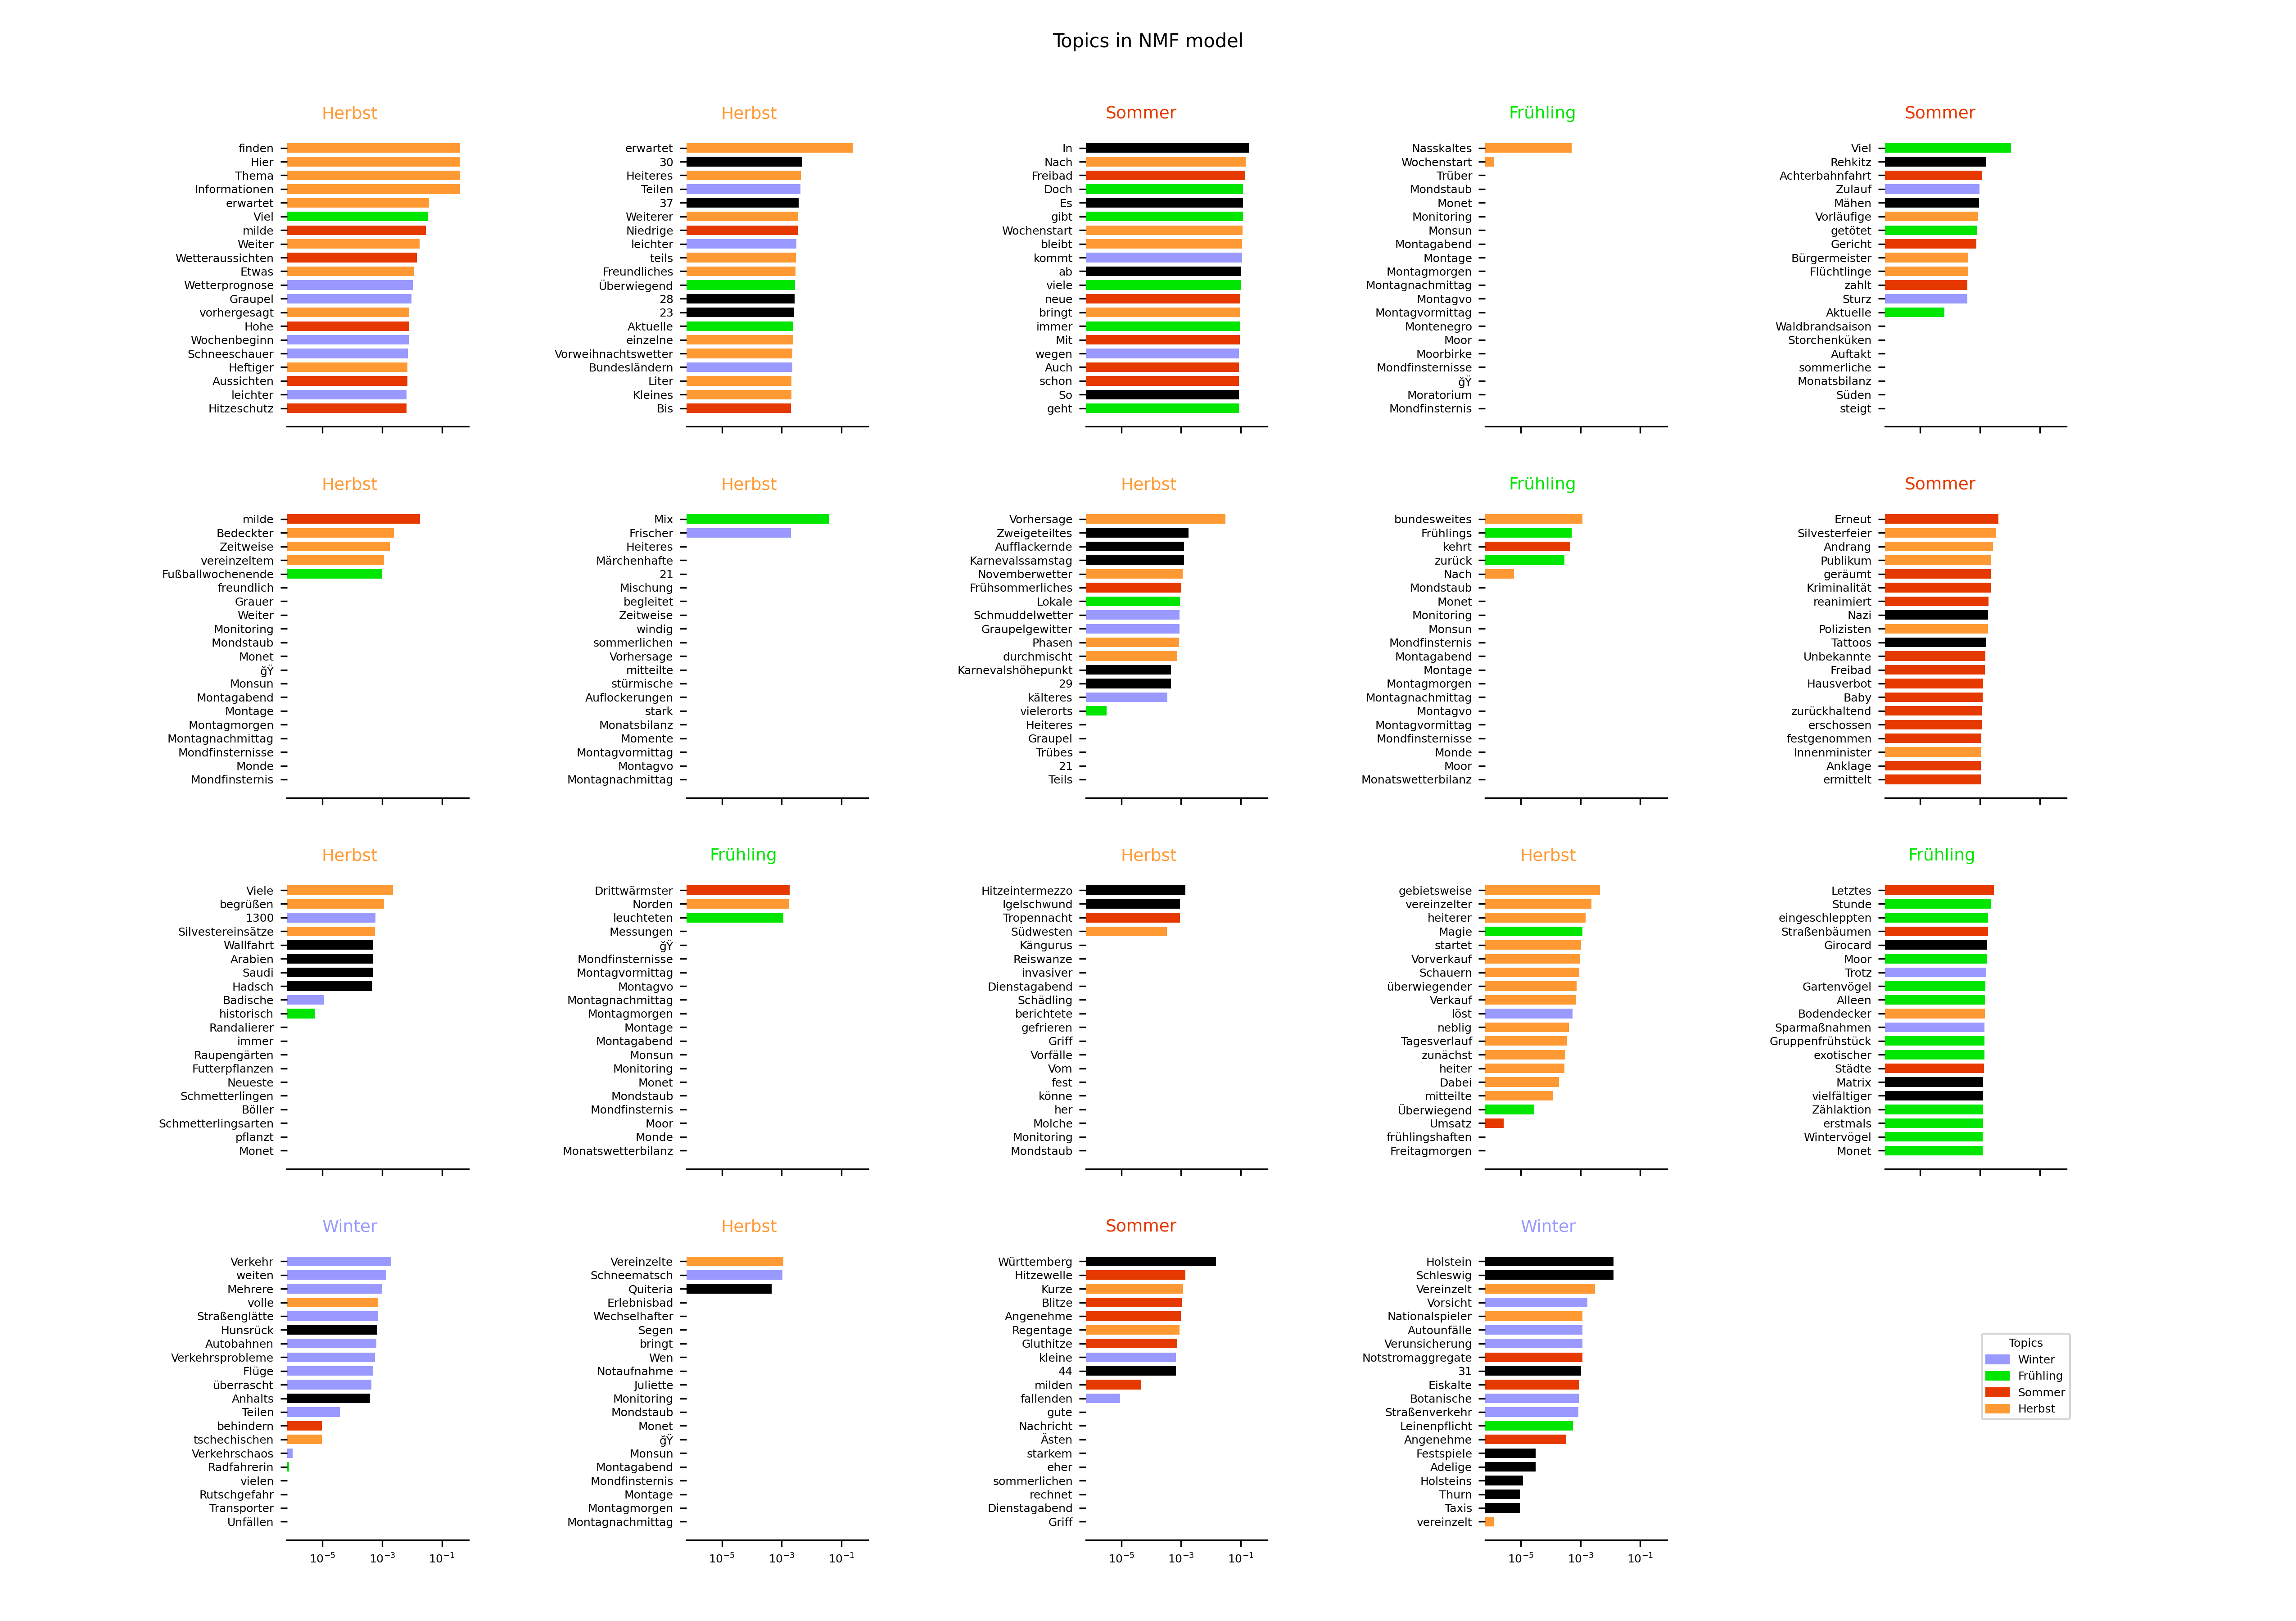 Topics in NMF model
Herbst
finden
Hier
Thema
Informationen
erwartet
Viel
milde
Weiter
Wetteraussichten
Etwas
Wetterprognose
Graupel
vorhergesagt
Hohe
Wochenbeginn
Schneeschauer
Heftiger
Aussichten
leichter
Hitzeschutz
Herbst
erwartet
30
Heiteres
Teilen
37
Weiterer
Niedrige
leichter
teils
Freundliches
Überwiegend
28
23
Aktuelle
einzelne
Vorweihnachtswetter
Bundesländern
Liter
Kleines
Bis
Sommer
In
Nach
Freibad
Doch
Es
gibt
Wochenstart
bleibt
kommt
ab
viele
neue
bringt
immer
Mit
wegen
Auch
schon
So
geht
Frühling
Nasskaltes
Wochenstart
Trüber
Mondstaub
Monet
Monitoring
Monsun
Montagabend
Montage
Montagmorgen
Montagnachmittag
Montagvo
Montagvormittag
Montenegro
Moor
Moorbirke
Mondfinsternisse
ğŸ
Moratorium
Mondfinsternis
Sommer
Viel
Rehkitz
Achterbahnfahrt
Zulauf
Mähen
Vorläufige
getötet
Gericht
Bürgermeister
Flüchtlinge
zahlt
Sturz
Aktuelle
Waldbrandsaison
Storchenküken
Auftakt
sommerliche
Monatsbilanz
Süden
steigt
Herbst
milde
Bedeckter
Zeitweise
vereinzeltem
Fußballwochenende
freundlich
Grauer
Weiter
Monitoring
Mondstaub
Monet
ğŸ
Monsun
Montagabend
Montage
Montagmorgen
Montagnachmittag
Mondfinsternisse
Monde
Mondfinsternis
Herbst
Mix
Frischer
Heiteres
Märchenhafte
21
Mischung
begleitet
Zeitweise
windig
sommerlichen
Vorhersage
mitteilte
stürmische
Auflockerungen
stark
Monatsbilanz
Momente
Montagvormittag
Montagvo
Montagnachmittag
Herbst
Vorhersage
Zweigeteiltes
Aufflackernde
Karnevalssamstag
Novemberwetter
Frühsommerliches
Lokale
Schmuddelwetter
Graupelgewitter
Phasen
durchmischt
Karnevalshöhepunkt
29
kälteres
vielerorts
Heiteres
Graupel
Trübes
21
Teils
Frühling
bundesweites
Frühlings
kehrt
zurück
Nach
Mondstaub
Monet
Monitoring
Monsun
Mondfinsternis
Montagabend
Montage
Montagmorgen
Montagnachmittag
Montagvo
Montagvormittag
Mondfinsternisse
Monde
Moor
Monatswetterbilanz
Sommer
Erneut
Silvesterfeier
Andrang
Publikum
geräumt
Kriminalität
reanimiert
Nazi
Polizisten
Tattoos
Unbekannte
Freibad
Hausverbot
Baby
zurückhaltend
erschossen
festgenommen
Innenminister
Anklage
ermittelt
Herbst
Viele
begrüßen
1300
Silvestereinsätze
Wallfahrt
Arabien
Saudi
Hadsch
Badische
historisch
Randalierer
immer
Raupengärten
Futterpflanzen
Neueste
Schmetterlingen
Böller
Schmetterlingsarten
pflanzt
Monet
Frühling
Drittwärmster
Norden
leuchteten
Messungen
ğŸ
Mondfinsternisse
Montagvormittag
Montagvo
Montagnachmittag
Montagmorgen
Montage
Montagabend
Monsun
Monitoring
Monet
Mondstaub
Mondfinsternis
Moor
Monde
Monatswetterbilanz
Herbst
Hitzeintermezzo
Igelschwund
Tropennacht
Südwesten
Kängurus
Reiswanze
invasiver
Dienstagabend
Schädling
berichtete
gefrieren
Griff
Vorfälle
Vom
fest
könne
her
Molche
Monitoring
Mondstaub
Herbst
gebietsweise
vereinzelter
heiterer
Magie
startet
Vorverkauf
Schauern
überwiegender
Verkauf
löst
neblig
Tagesverlauf
zunächst
heiter
Dabei
mitteilte
Überwiegend
Umsatz
frühlingshaften
Freitagmorgen
Frühling
Letztes
Stunde
eingeschleppten
Straßenbäumen
Girocard
Moor
Trotz
Gartenvögel
Alleen
Bodendecker
Sparmaßnahmen
Gruppenfrühstück
exotischer
Städte
Matrix
vielfältiger
Zählaktion
erstmals
Wintervögel
Monet
Winter
Verkehr
weiten
Mehrere
volle
Straßenglätte
Hunsrück
Autobahnen
Verkehrsprobleme
Flüge
überrascht
Anhalts
Teilen
behindern
tschechischen
Verkehrschaos
Radfahrerin
vielen
Rutschgefahr
Transporter
Unfällen
10⁻⁵ 10⁻³ 10⁻¹
Herbst
Vereinzelte
Schneematsch
Quiteria
Erlebnisbad
Wechselhafter
Segen
bringt
Wen
Notaufnahme
Juliette
Monitoring
Mondstaub
Monet
ğŸ
Monsun
Montagabend
Mondfinsternis
Montage
Montagmorgen
Montagnachmittag
10⁻⁵ 10⁻³ 10⁻¹
Sommer
Württemberg
Hitzewelle
Kurze
Blitze
Angenehme
Regentage
Gluthitze
kleine
44
milden
fallenden
gute
Nachricht
Ästen
starkem
eher
sommerlichen
rechnet
Dienstagabend
Griff
10⁻⁵ 10⁻³ 10⁻¹
Winter
Holstein
Schleswig
Vereinzelt
Vorsicht
Nationalspieler
Autounfälle
Verunsicherung
Notstromaggregate
31
Eiskalte
Botanische
Straßenverkehr
Leinenpflicht
Angenehme
Festspiele
Adelige
Holsteins
Thurn
Taxis
vereinzelt
10⁻⁵ 10⁻³ 10⁻¹
Topics
Winter
Frühling
Sommer
Herbst